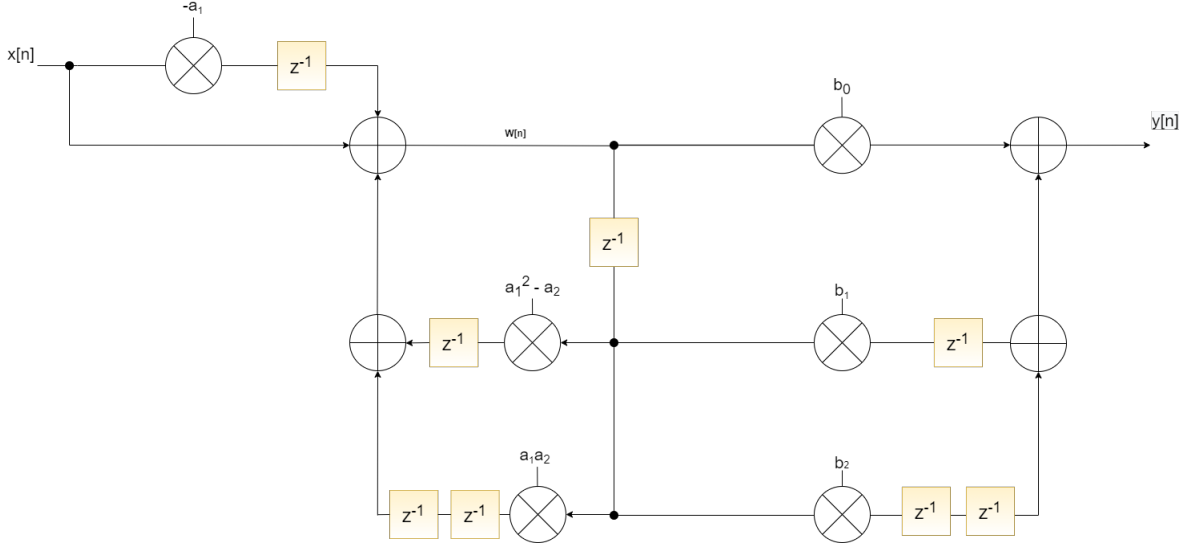 -a₁
x[n]
z⁻¹
b₀
y[n]
W[n]
z⁻¹
a₁² - a₂
b₁
z⁻¹
z⁻¹
a₁a₂
b₂
z⁻¹
z⁻¹
z⁻¹
z⁻¹